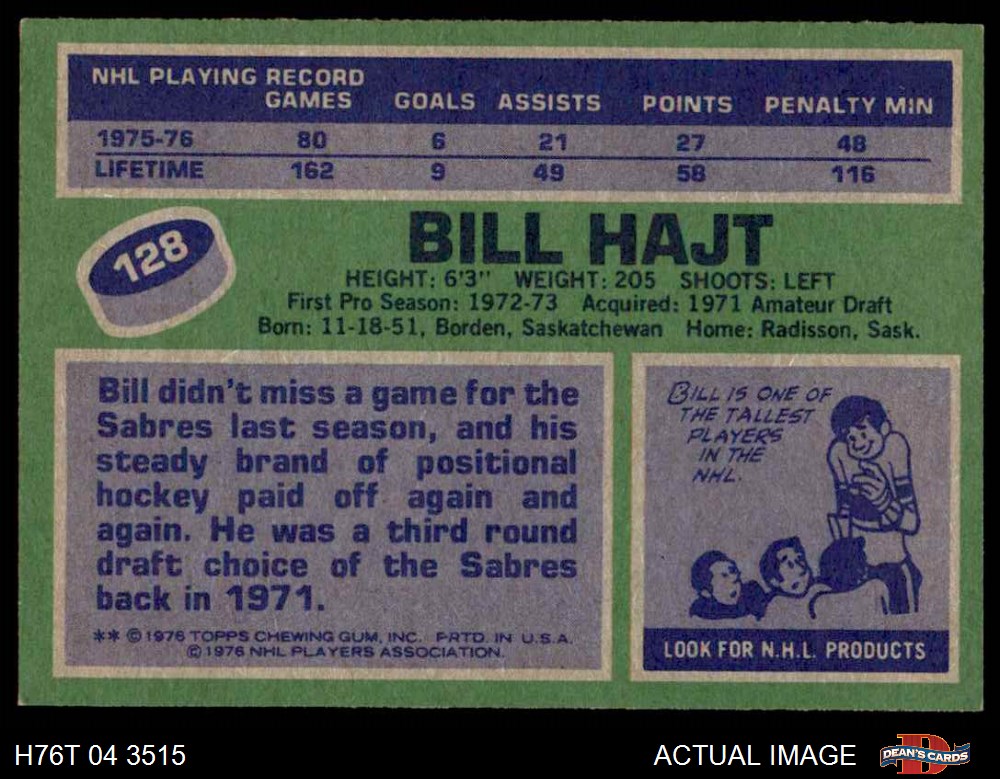 NHL PLAYING RECORD
GAMES GOALS ASSISTS POINTS PENALTY MIN
1975-76 80 6 21 27 48
LIFETIME 162 9 49 58 116
128
BILL HAJT
HEIGHT: 6'3" WEIGHT: 205 SHOOTS: LEFT
First Pro Season: 1972-73 Acquired: 1971 Amateur Draft
Born: 11-18-51, Borden, Saskatchewan Home: Radisson, Sask.
Bill didn't miss a game for the
Sabres last season, and his
steady brand of positional
hockey paid off again and
again. He was a third round
draft choice of the Sabres
back in 1971.
** © 1976 TOPPS CHEWING GUM, INC. PRTD. IN U.S.A.
© 1976 NHL PLAYERS ASSOCIATION.
BILL IS ONE OF
THE TALLEST
PLAYERS
IN THE
NHL.
LOOK FOR N.H.L. PRODUCTS
H76T 04 3515
ACTUAL IMAGE
DEAN'S CARDS